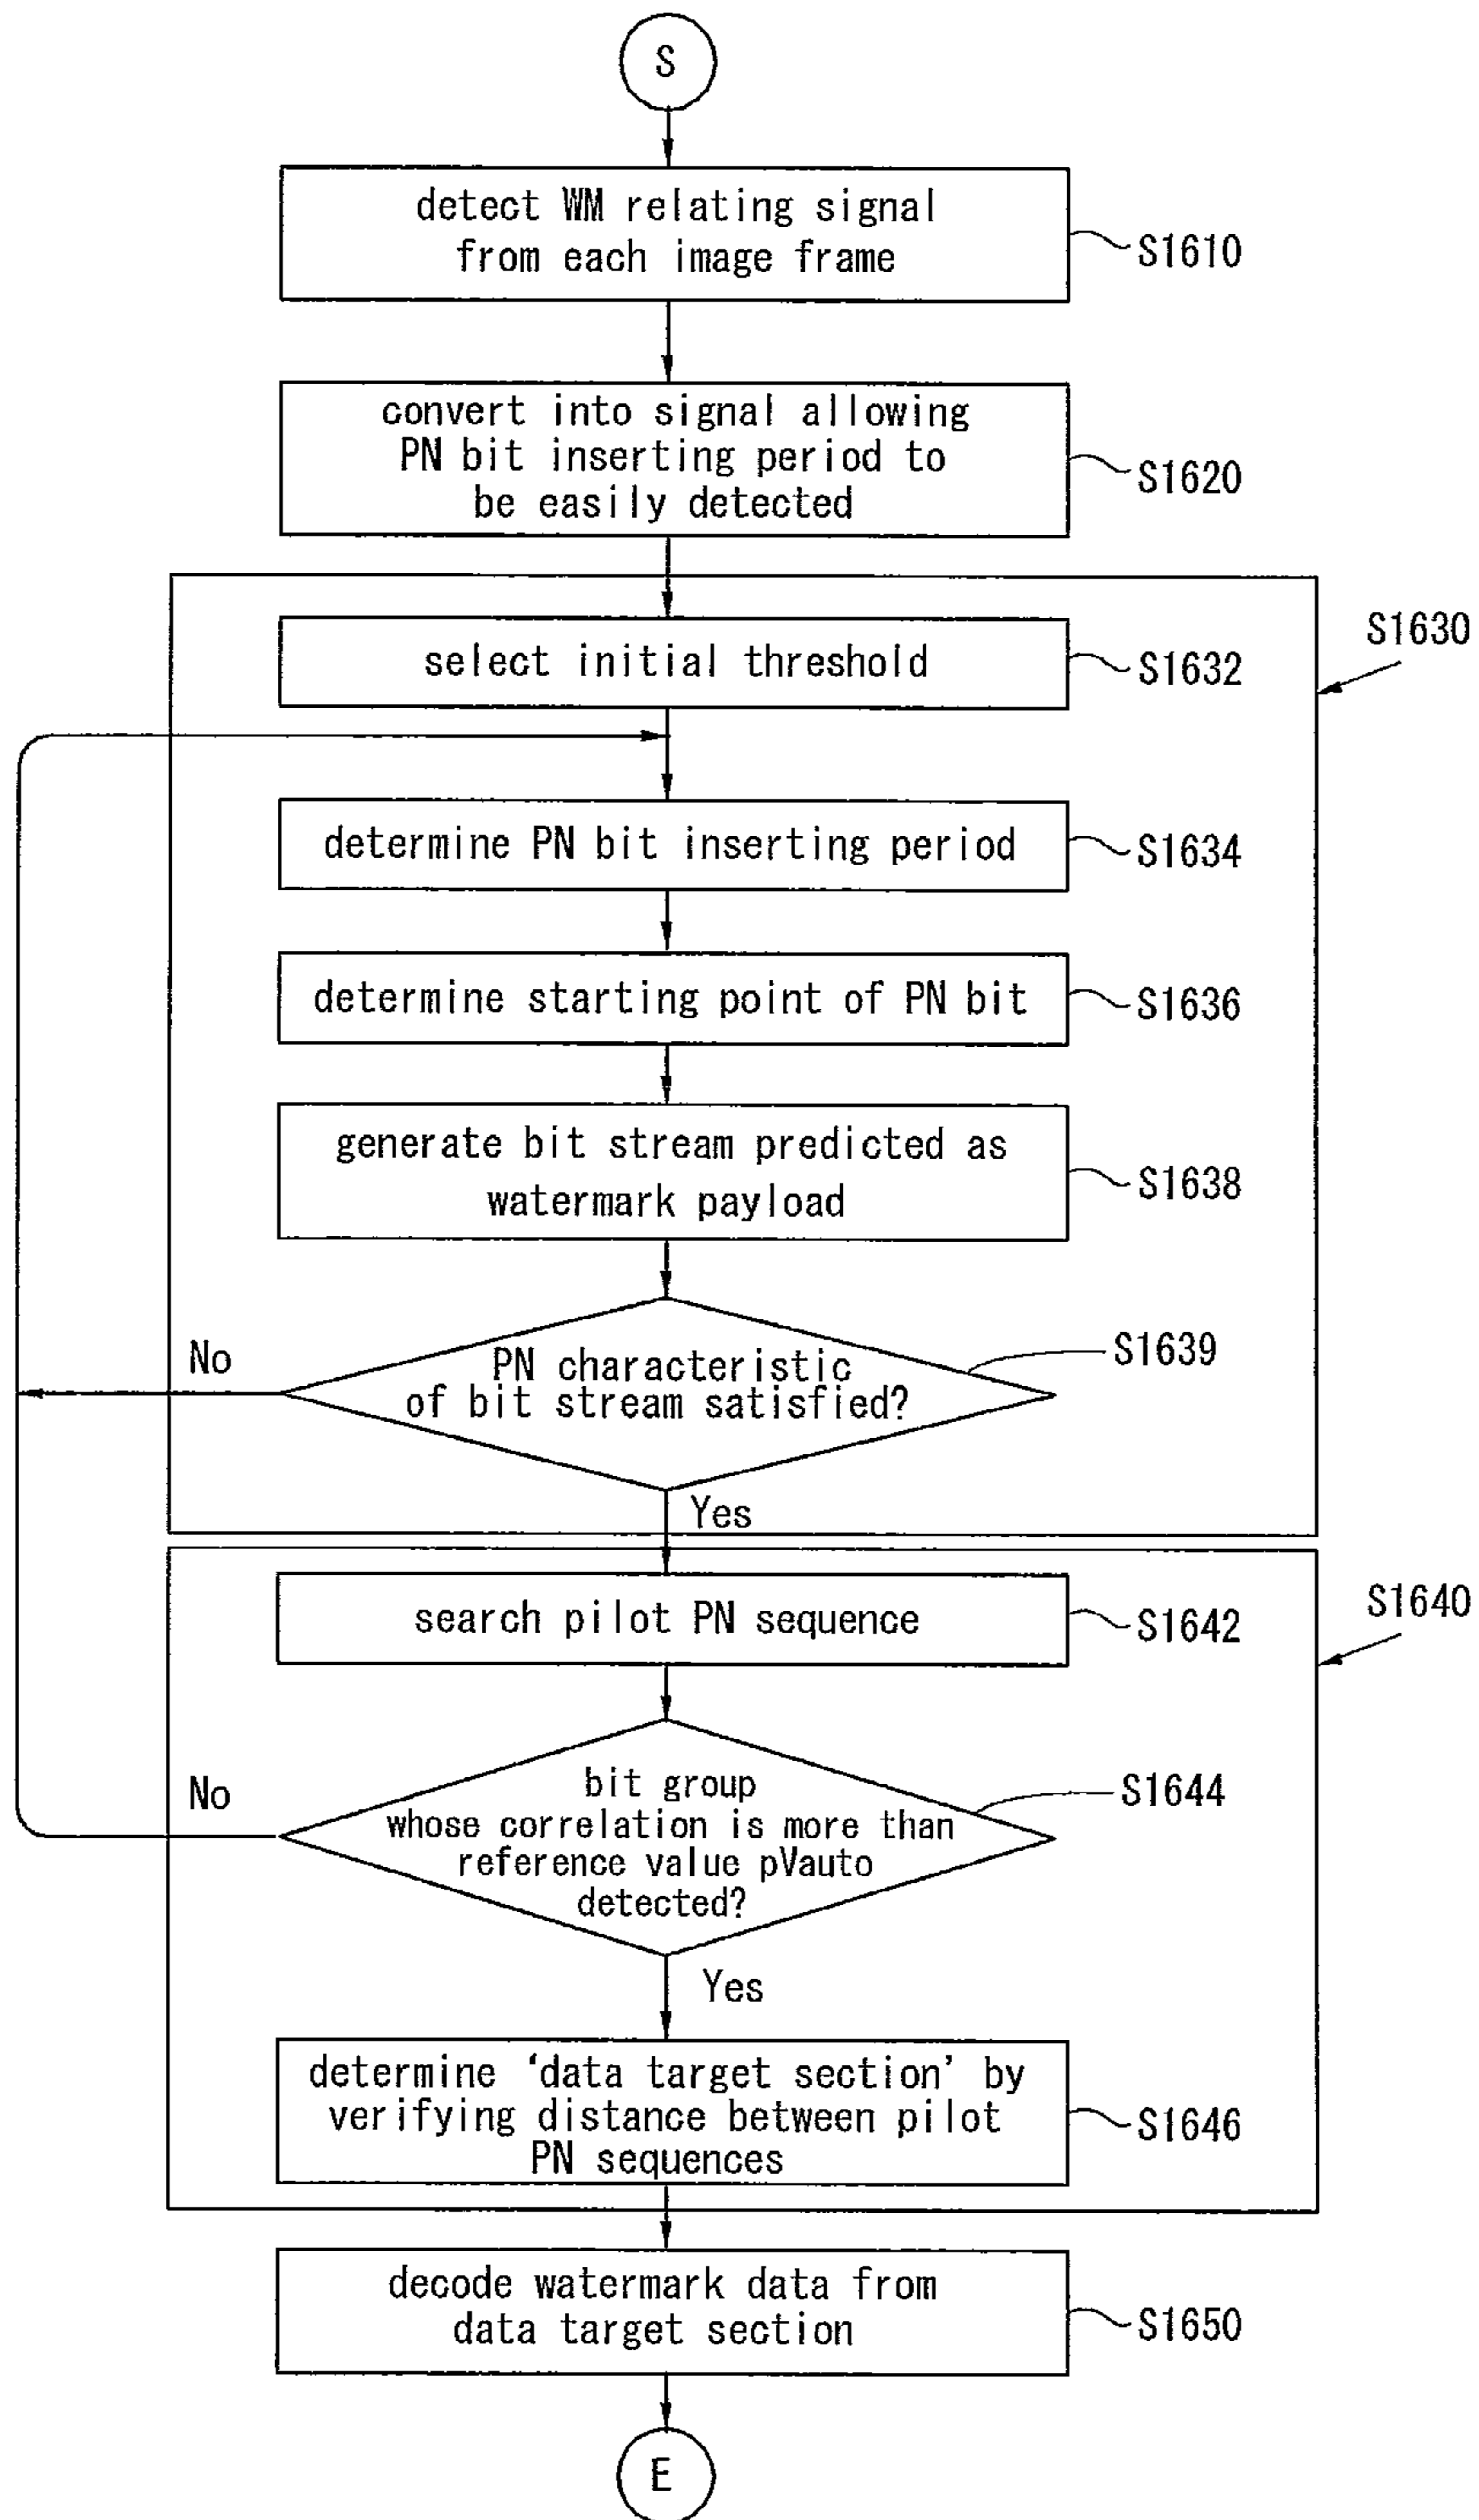 S
detect WM relating signal
from each image frame
S1610
convert into signal allowing
PN bit inserting period to
be easily detected
S1620
S1630
select initial threshold
S1632
determine PN bit inserting period
S1634
determine starting point of PN bit
S1636
generate bit stream predicted as
watermark payload
S1638
No
PN characteristic
of bit stream satisfied?
S1639
Yes
S1640
search pilot PN sequence
S1642
No
bit group
whose correlation is more than
reference value pVauto
detected?
S1644
Yes
determine ‘data target section’ by
verifying distance between pilot
PN sequences
S1646
decode watermark data from
data target section
S1650
E